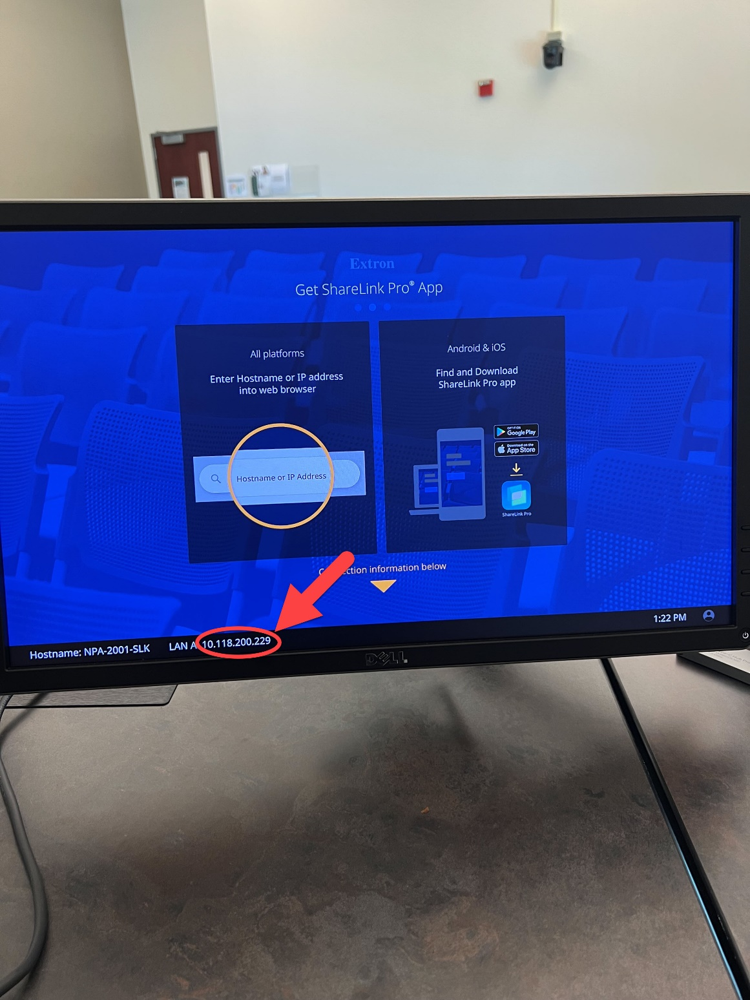 Extron
Get ShareLink Pro® App
All platforms
Enter Hostname or IP address
into web browser
Hostname or IP Address
Android & iOS
Find and Download
ShareLink Pro app
GET IT ON
Google Play
Download on the
App Store
ShareLink Pro
information below
1:22 PM
Hostname: NPA-2001-SLK
LAN A 10.118.200.229
DELL